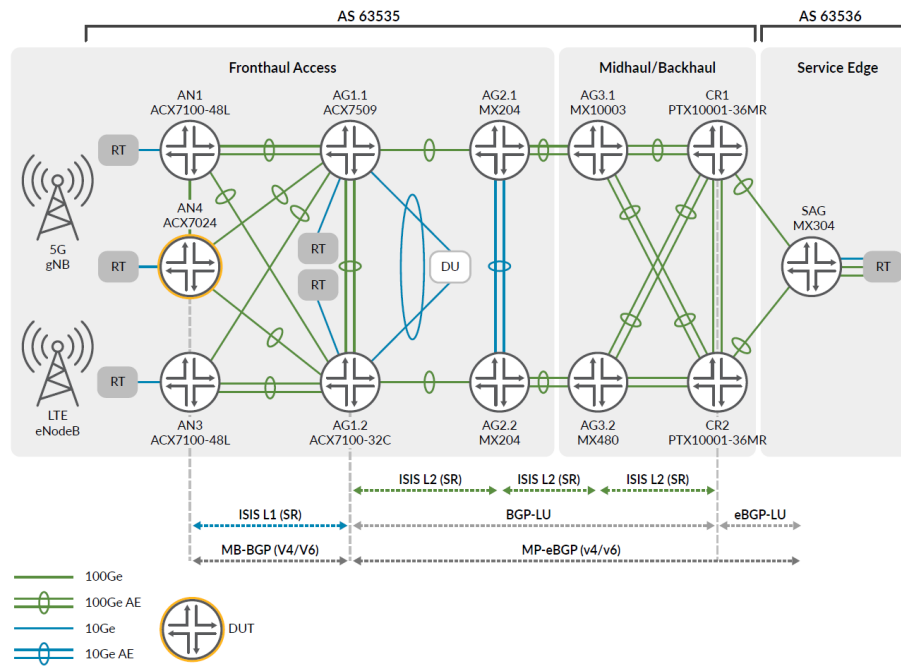 AS 63535
AS 63536
Fronthaul Access
Midhaul/Backhaul
Service Edge
AN1
ACX7100-48L
AG1.1
ACX7509
AG2.1
MX204
AG3.1
MX10003
CR1
PTX10001-36MR
RT
5G
gNB
AN4
ACX7024
RT
RT
RT
DU
SAG
MX304
RT
LTE
eNodeB
RT
AN3
ACX7100-48L
AG1.2
ACX7100-32C
AG2.2
MX204
AG3.2
MX480
CR2
PTX10001-36MR
ISIS L2 (SR)
ISIS L2 (SR)
ISIS L2 (SR)
ISIS L1 (SR)
BGP-LU
eBGP-LU
MB-BGP (V4/V6)
MP-eBGP (v4/v6)
100Ge
100Ge AE
10Ge
10Ge AE
DUT